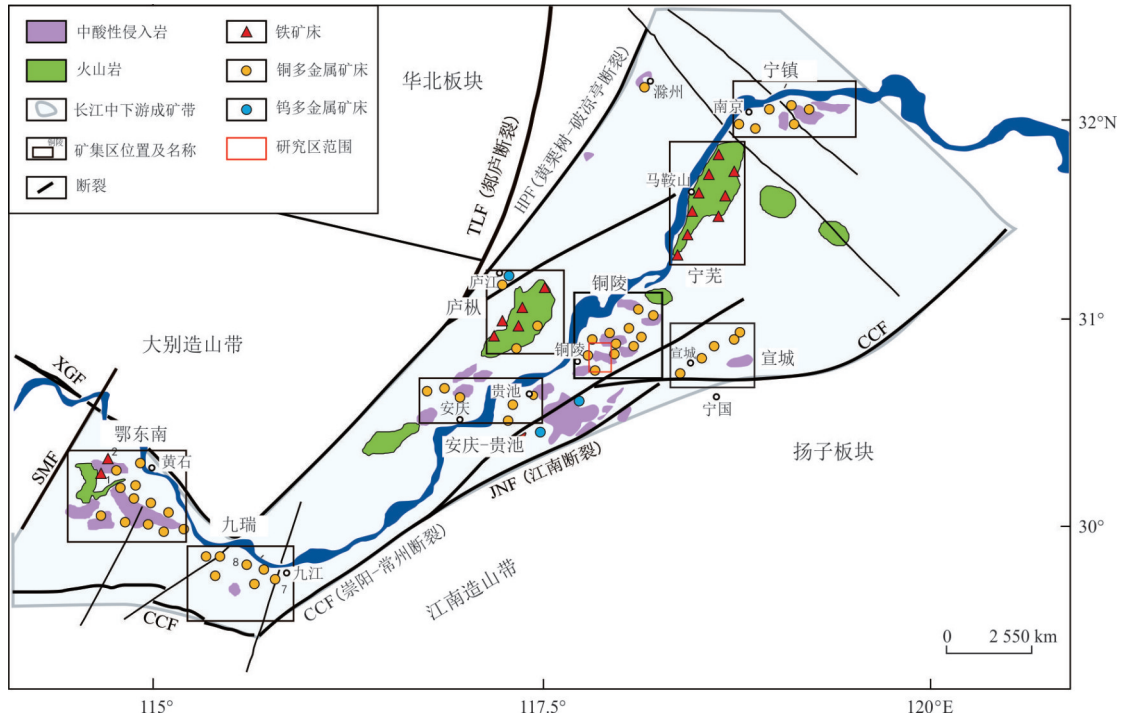 中酸性侵入岩
火山岩
长江中下游成矿带
铜陵
矿集区位置及名称
断裂
铁矿床
铜多金属矿床
钨多金属矿床
研究区范围
华北板块
TLF (郯庐断裂)
HPF (黄栗树-破凉亭断裂)
滁州
宁镇
南京
马鞍山
宁芜
庐江
庐枞
铜陵
铜陵
宣城
宣城
CCF
宁国
大别造山带
XGF
SMF
鄂东南
黄石
2
1
贵池
安庆
安庆-贵池
JNF (江南断裂)
扬子板块
九瑞
8
九江
7
CCF
CCF (崇阳-常州断裂)
江南造山带
32°N
31°
30°
0 2 550 km
115°
117.5°
120°E